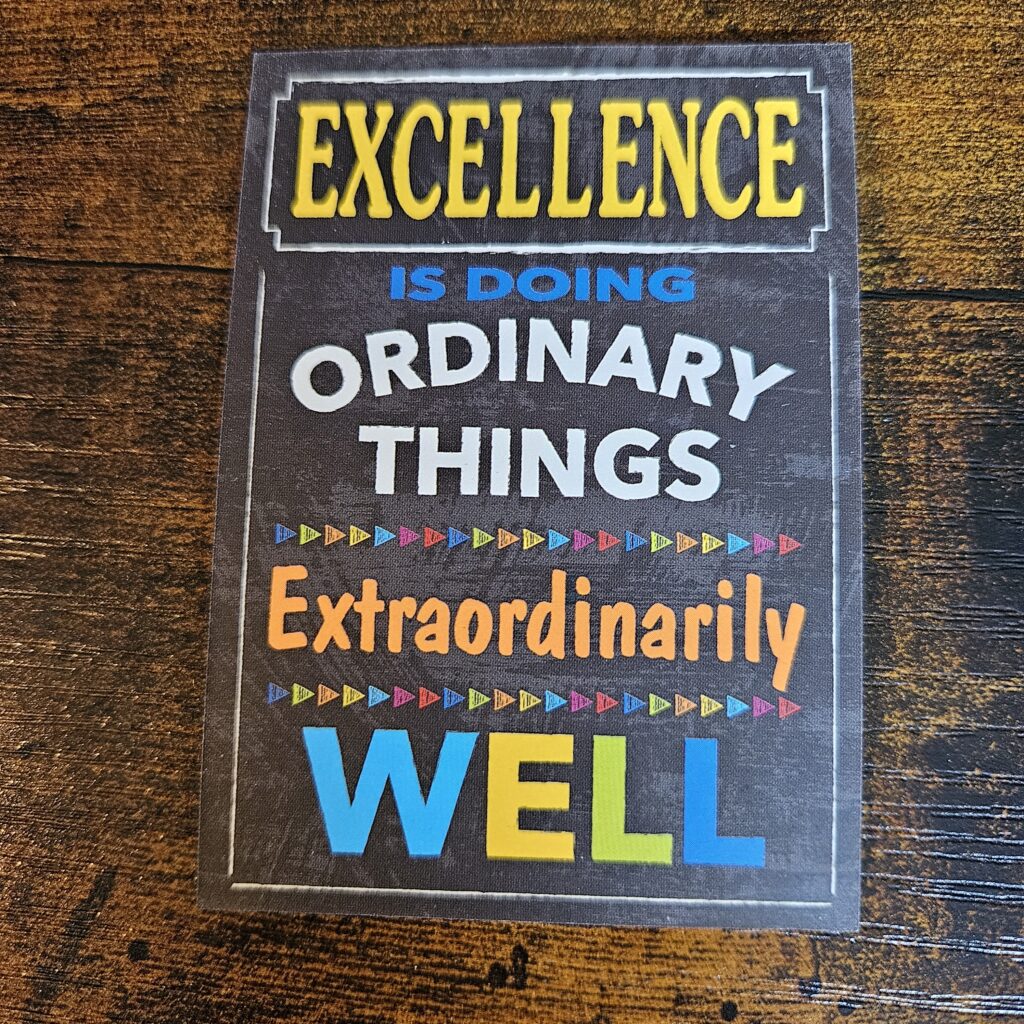 EXCELLENCE
IS DOING
ORDINARY
THINGS
Extraordinarily
WELL